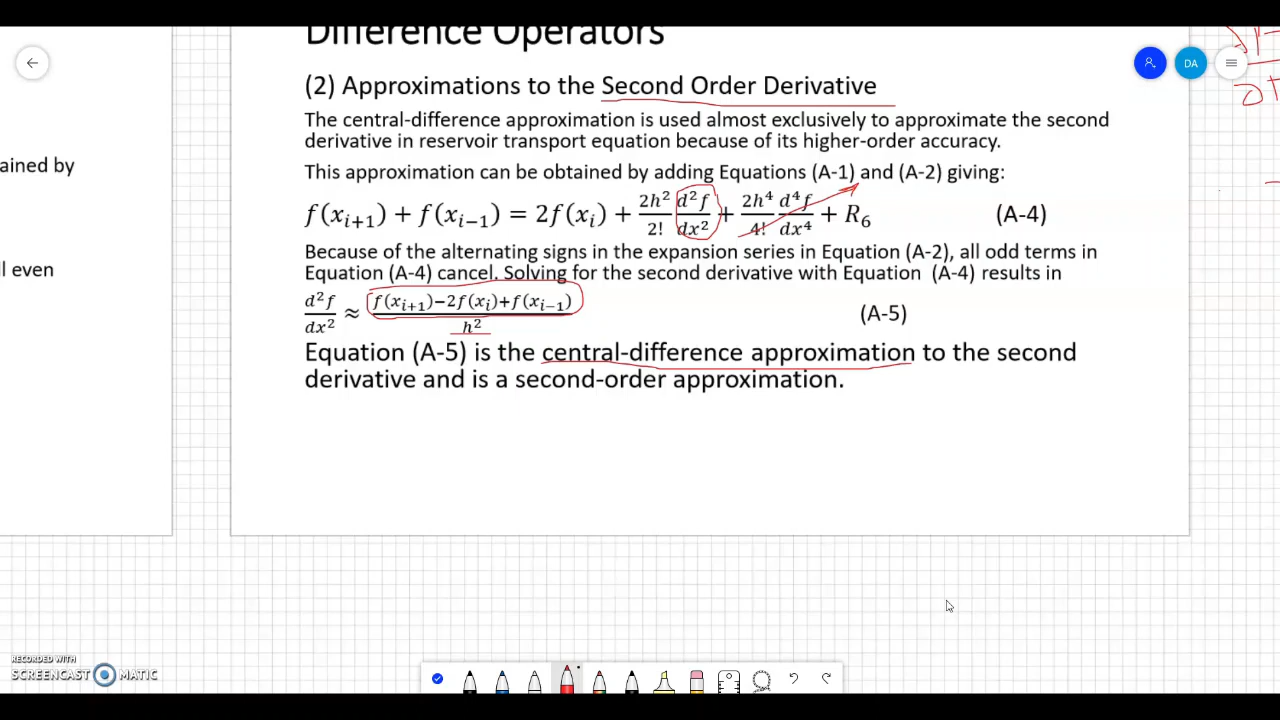 Difference Operators
(2) Approximations to the Second Order Derivative
The central-difference approximation is used almost exclusively to approximate the second
derivative in reservoir transport equation because of its higher-order accuracy.
ained by
This approximation can be obtained by adding Equations (A-1) and (A-2) giving:
f(xᵢ₊₁) + f(xᵢ₋₁) = 2f(xᵢ) + 2h²/2! d²f/dx² + 2h⁴/4! d⁴f/dx⁴ + R₆ (A-4)
Because of the alternating signs in the expansion series in Equation (A-2), all odd terms in
ll even
Equation (A-4) cancel. Solving for the second derivative with Equation (A-4) results in
d²f/dx² ≈ f(xᵢ₊₁)−2f(xᵢ)+f(xᵢ₋₁)/h² (A-5)
Equation (A-5) is the central-difference approximation to the second
derivative and is a second-order approximation.
DA
RECORDED WITH
SCREENCAST MATIC